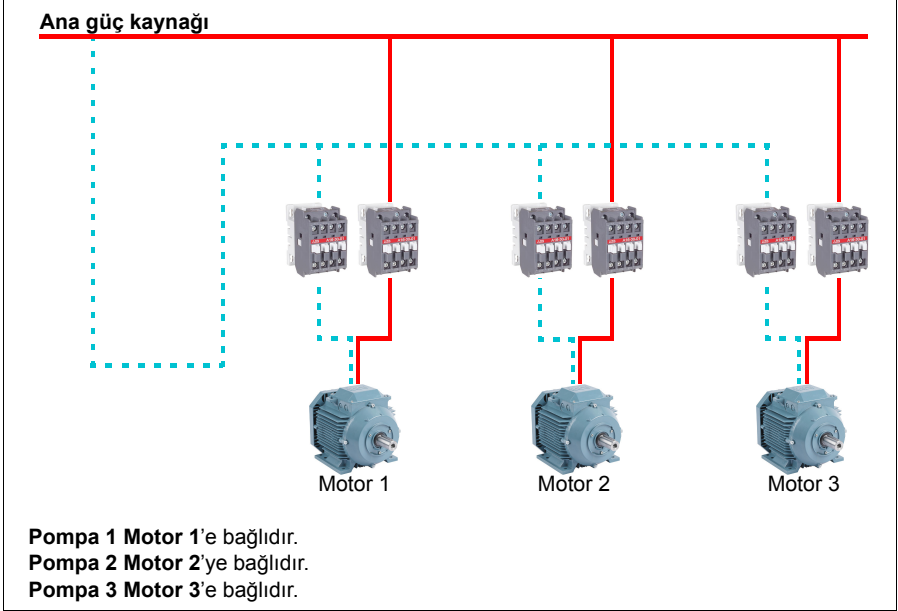 Ana güç kaynağı
Motor 1
Motor 2
Motor 3
Pompa 1 Motor 1'e bağlıdır.
Pompa 2 Motor 2'ye bağlıdır.
Pompa 3 Motor 3'e bağlıdır.